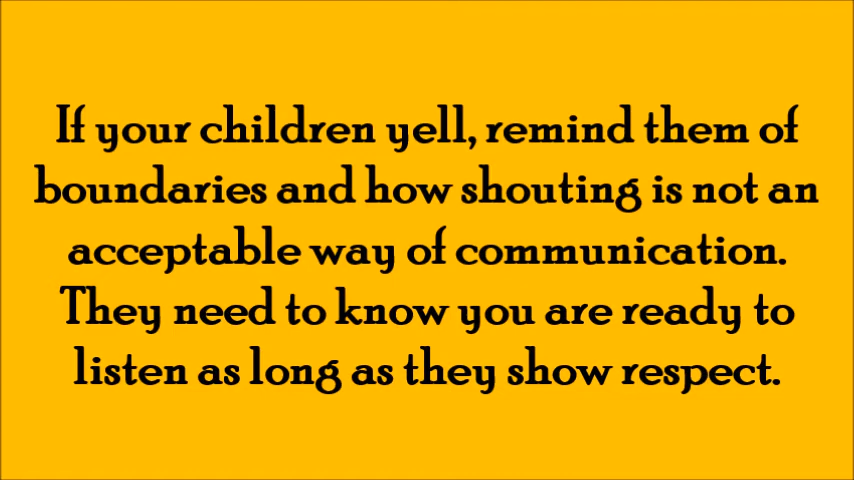 If your children yell, remind them of
boundaries and how shouting is not an
acceptable way of communication.
They need to know you are ready to
listen as long as they show respect.